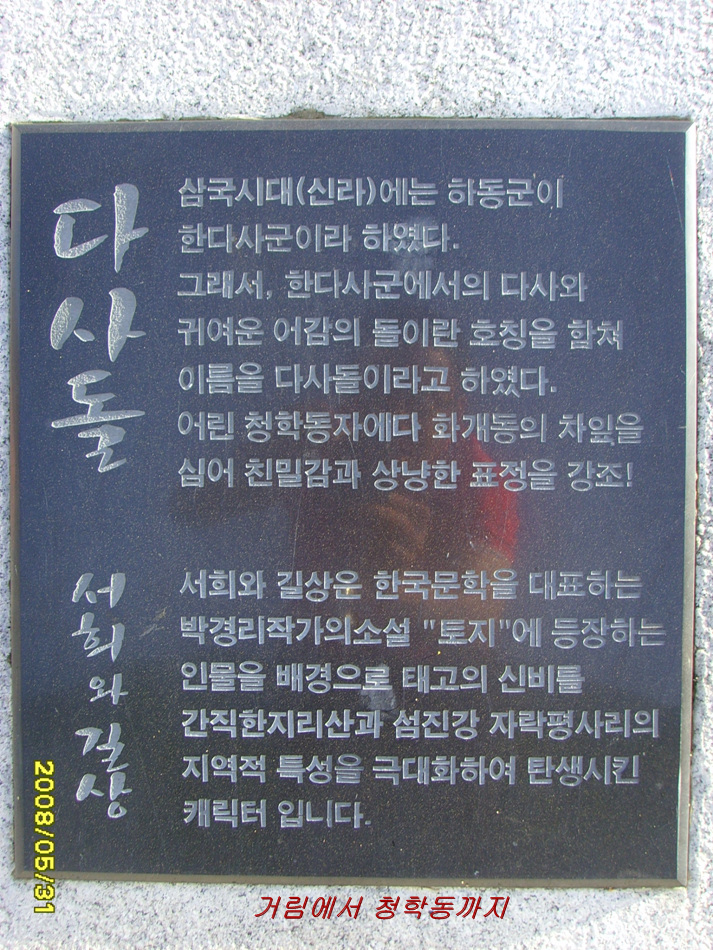 다사돌
삼국시대(신라)에는 하동군이
한다사군이라 하였다.
그래서, 한다사군에서의 다사와
귀여운 어감의 돌이란 호칭을 합쳐
이름을 다사돌이라고 하였다.
어린 청학동자에다 화개동의 차잎을
심어 친밀감과 상냥한 표정을 강조!
서희와 길상
서희와 길상은 한국문학을 대표하는
박경리작가의소설 "토지"에 등장하는
인물을 배경으로 태고의 신비를
간직한지리산과 섬진강 자락평사리의
지역적 특성을 극대화하여 탄생시킨
캐릭터 입니다.
2008/05/31
거림에서 청학동까지